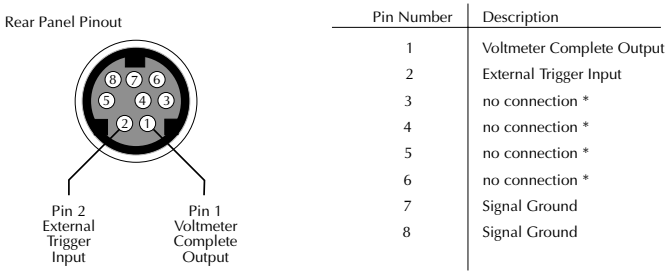 Rear Panel Pinout
8 7 6
5 4 3
2 1
Pin 2
External
Trigger
Input
Pin 1
Voltmeter
Complete
Output
Pin Number Description
1 Voltmeter Complete Output
2 External Trigger Input
3 no connection *
4 no connection *
5 no connection *
6 no connection *
7 Signal Ground
8 Signal Ground